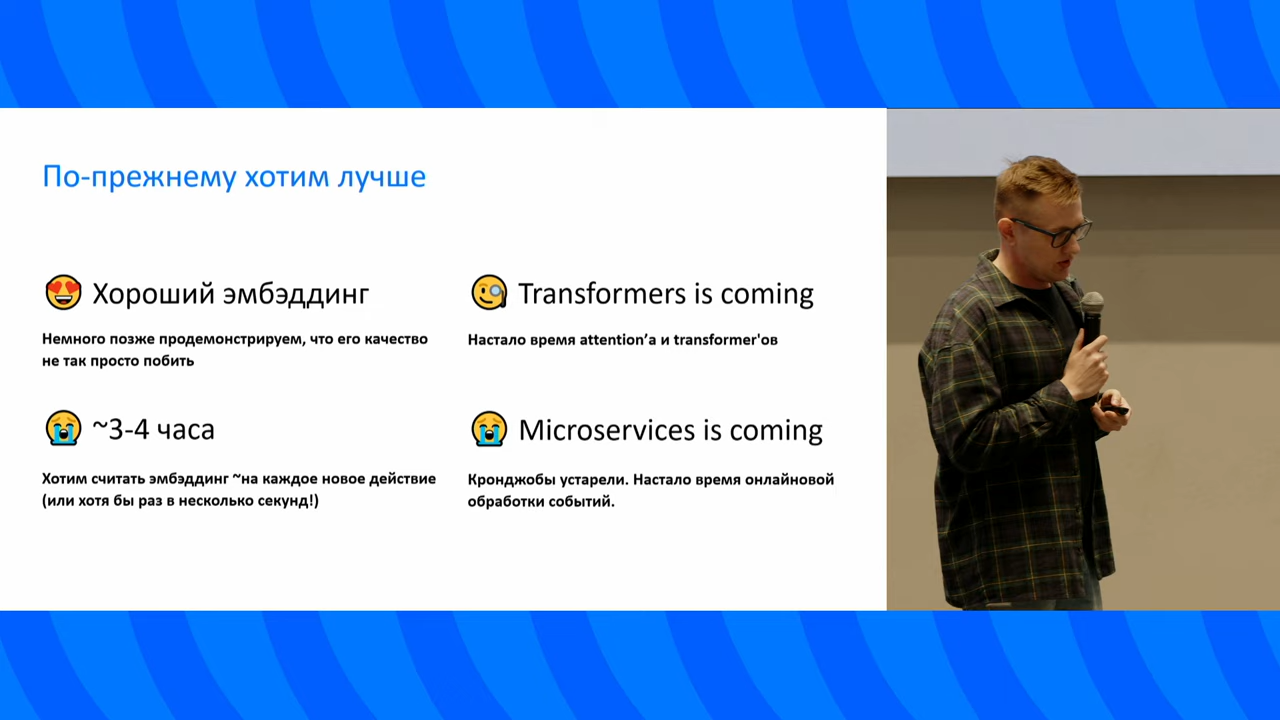 По-прежнему хотим лучше
Хороший эмбэддинг
Немного позже продемонстрируем, что его качество
не так просто побить
~3-4 часа
Хотим считать эмбэддинг ~на каждое новое действие
(или хотя бы раз в несколько секунд!)
Transformers is coming
Настало время attention’а и transformer'ов
Microservices is coming
Кронджобы устарели. Настало время онлайновой
обработки событий.